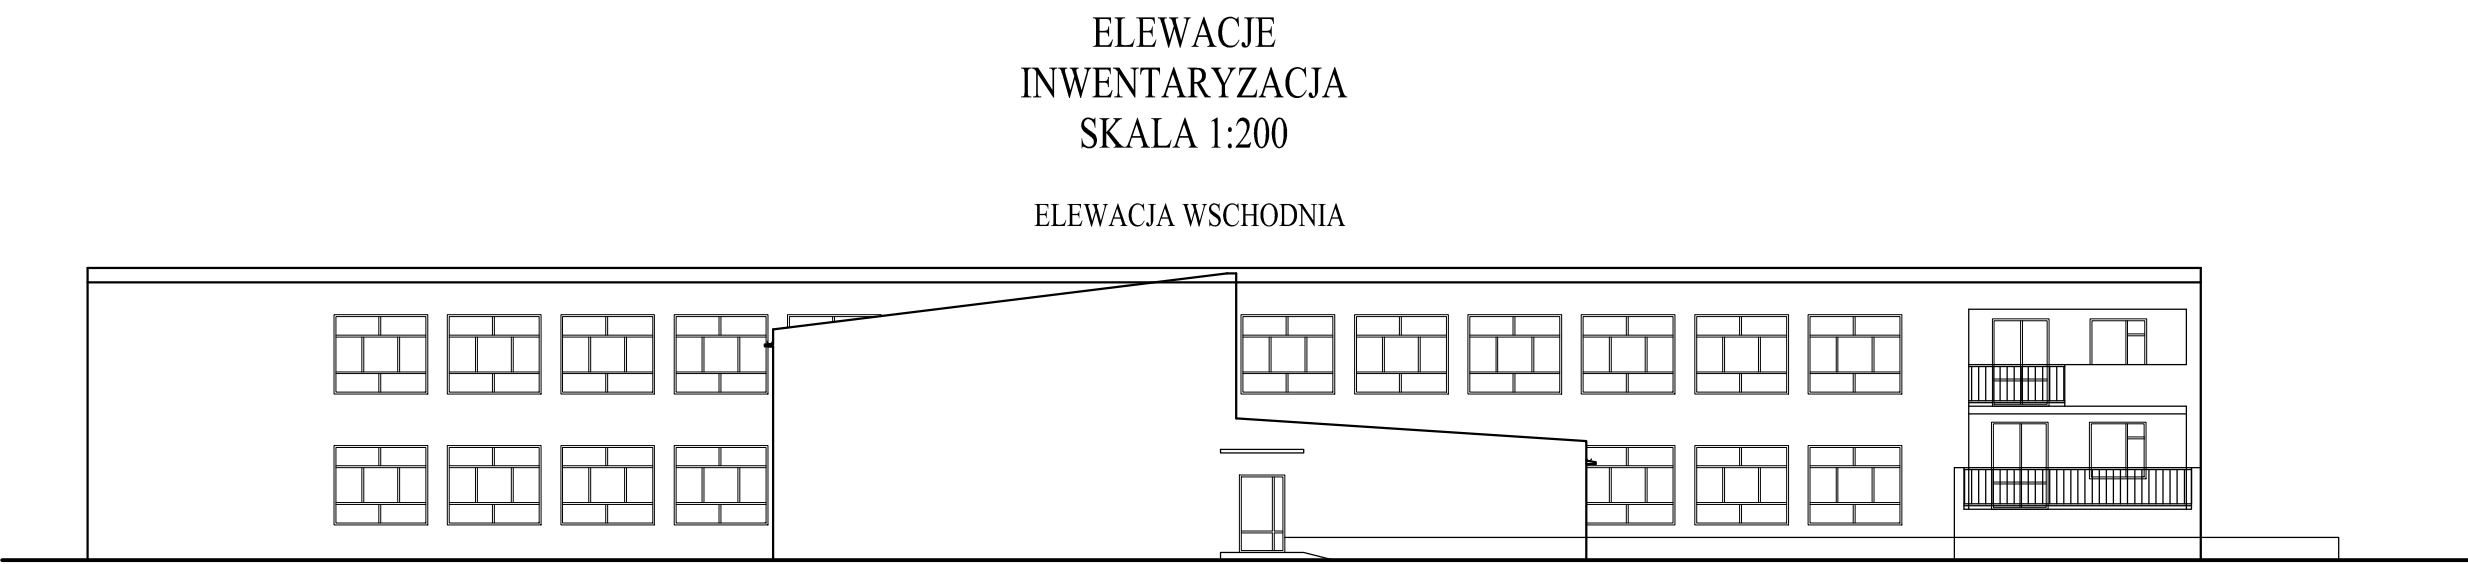 ELEWACJE
INWENTARYZACJA
SKALA 1:200
ELEWACJA WSCHODNIA